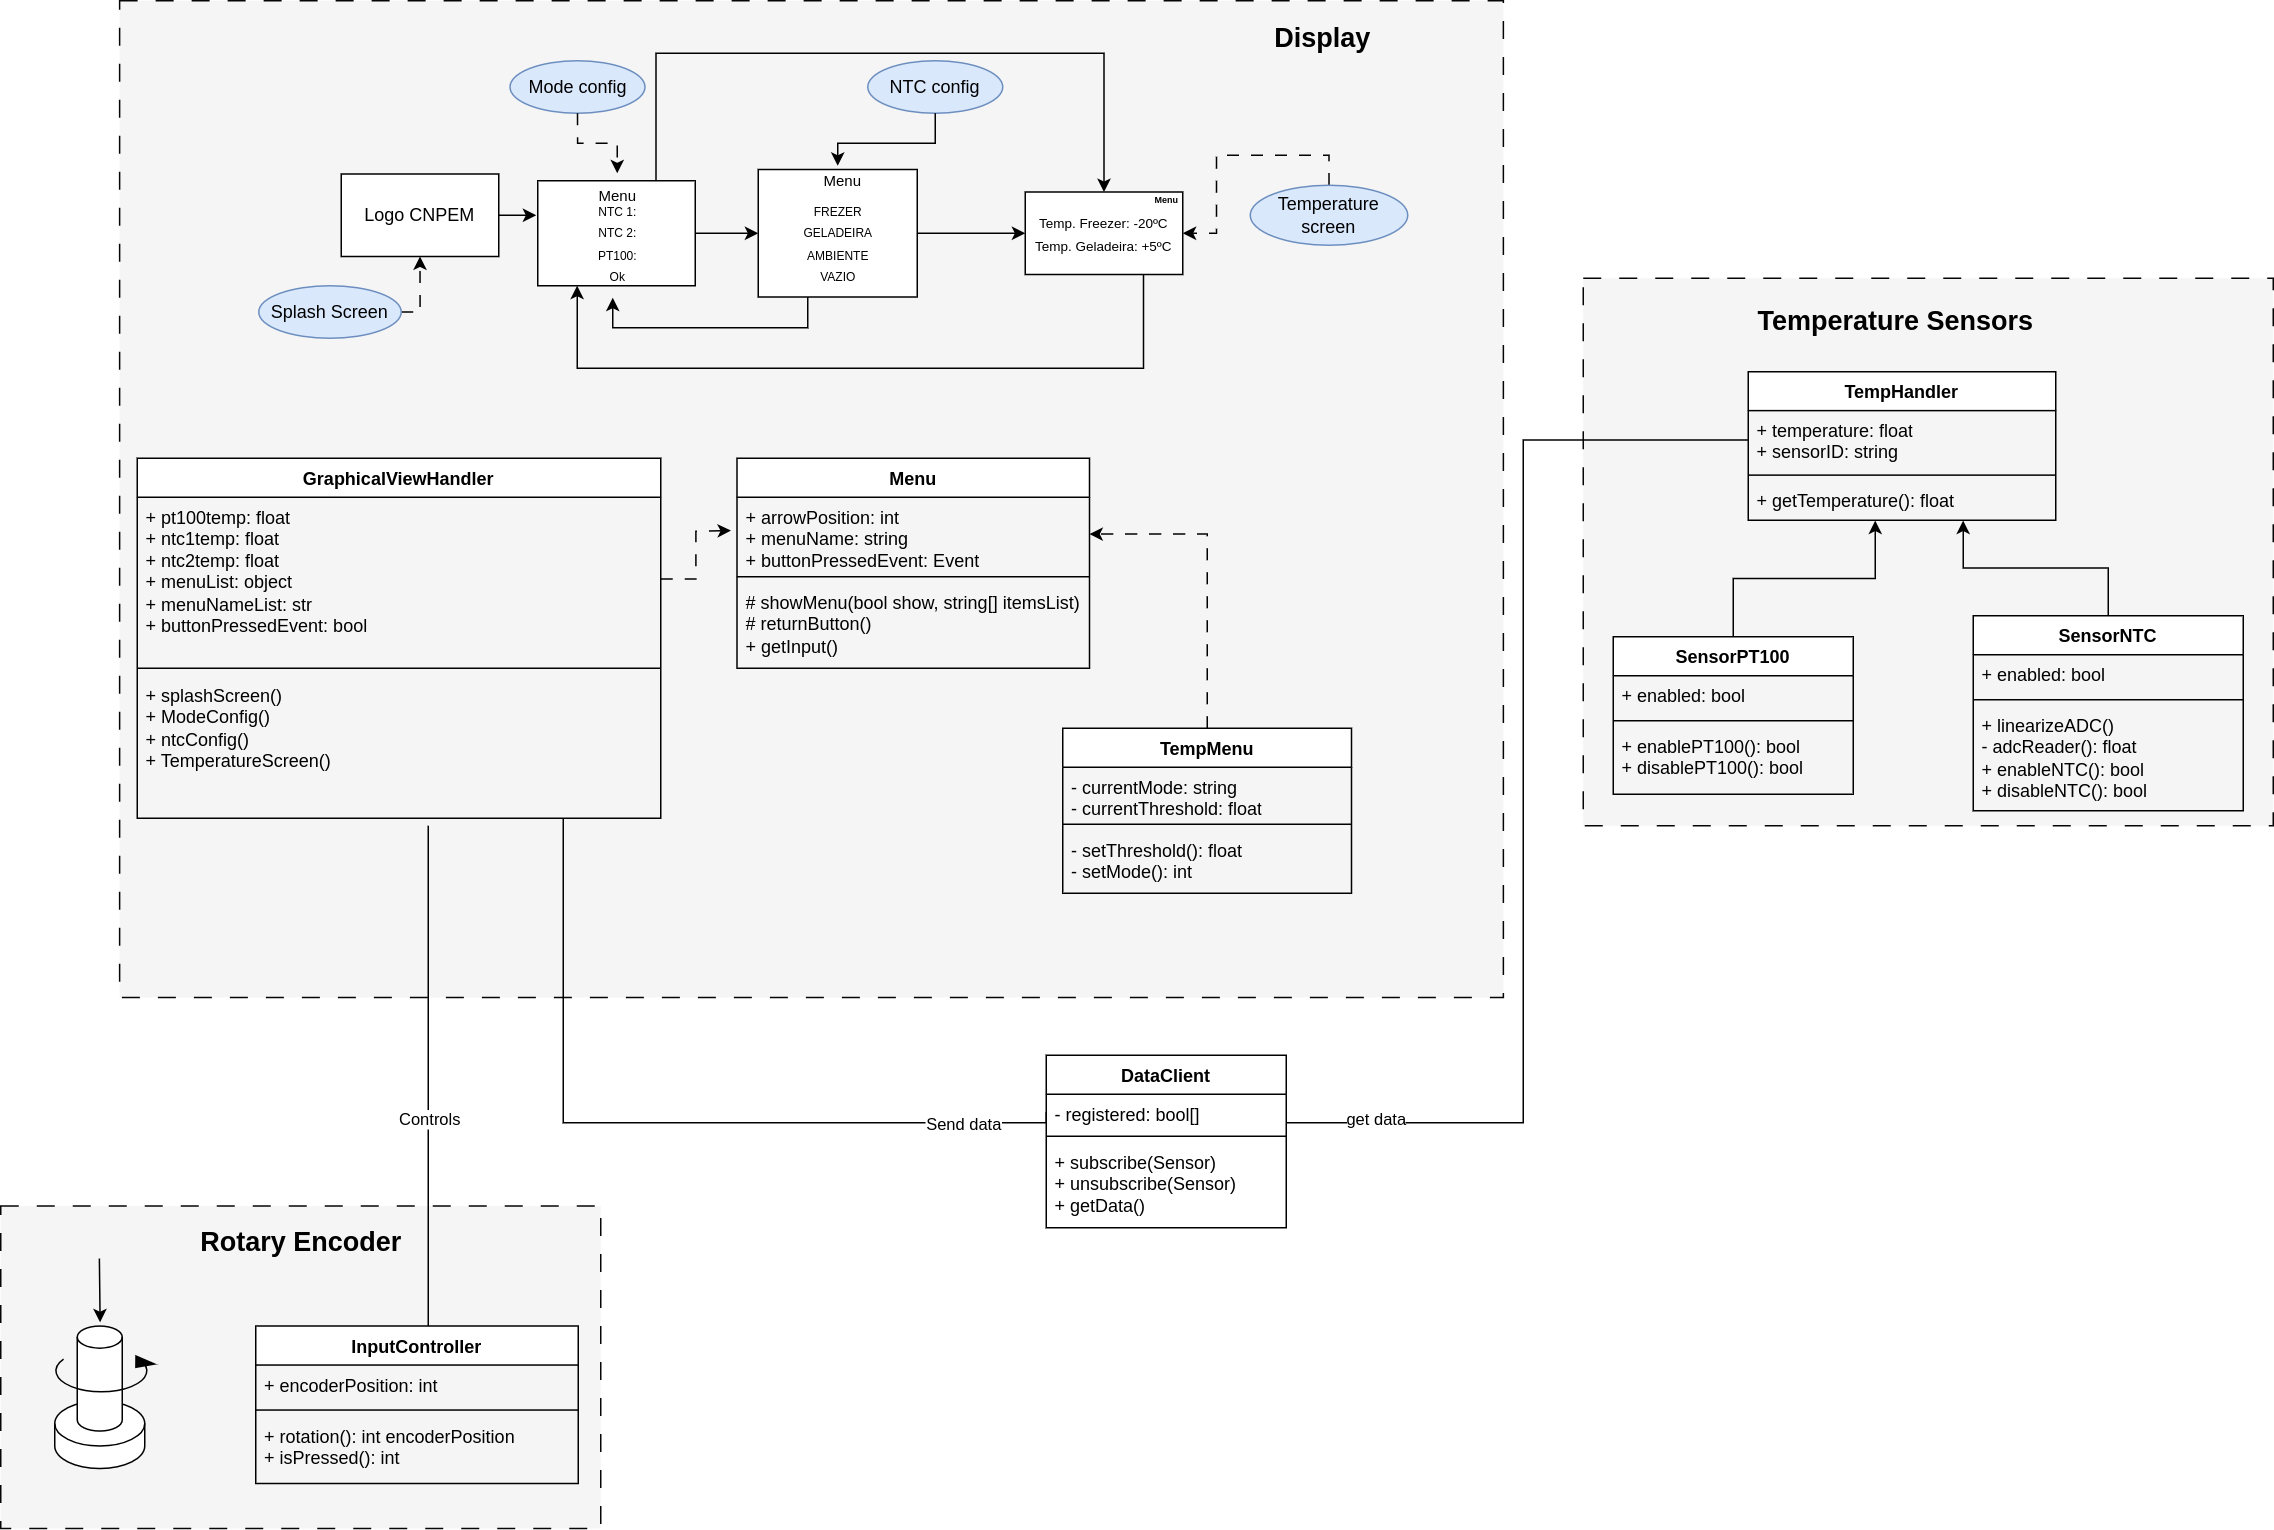 Display
Mode config
NTC config
Logo CNPEM
Menu
NTC 1:
NTC 2:
PT100:
Ok
Menu
FREZER
GELADEIRA
AMBIENTE
VAZIO
Menu
Temp. Freezer: -20ºC
Temp. Geladeira: +5ºC
Temperature
screen
Splash Screen
Temperature Sensors
TempHandler
+ temperature: float
+ sensorID: string
+ getTemperature(): float
GraphicalViewHandler
+ pt100temp: float
+ ntc1temp: float
+ ntc2temp: float
+ menuList: object
+ menuNameList: str
+ buttonPressedEvent: bool
+ splashScreen()
+ ModeConfig()
+ ntcConfig()
+ TemperatureScreen()
Menu
+ arrowPosition: int
+ menuName: string
+ buttonPressedEvent: Event
# showMenu(bool show, string[] itemsList)
# returnButton()
+ getInput()
TempMenu
- currentMode: string
- currentThreshold: float
- setThreshold(): float
- setMode(): int
SensorPT100
+ enabled: bool
+ enablePT100(): bool
+ disablePT100(): bool
SensorNTC
+ enabled: bool
+ linearizeADC()
- adcReader(): float
+ enableNTC(): bool
+ disableNTC(): bool
Controls
Send data
DataClient
- registered: bool[]
+ subscribe(Sensor)
+ unsubscribe(Sensor)
+ getData()
get data
Rotary Encoder
InputController
+ encoderPosition: int
+ rotation(): int encoderPosition
+ isPressed(): int